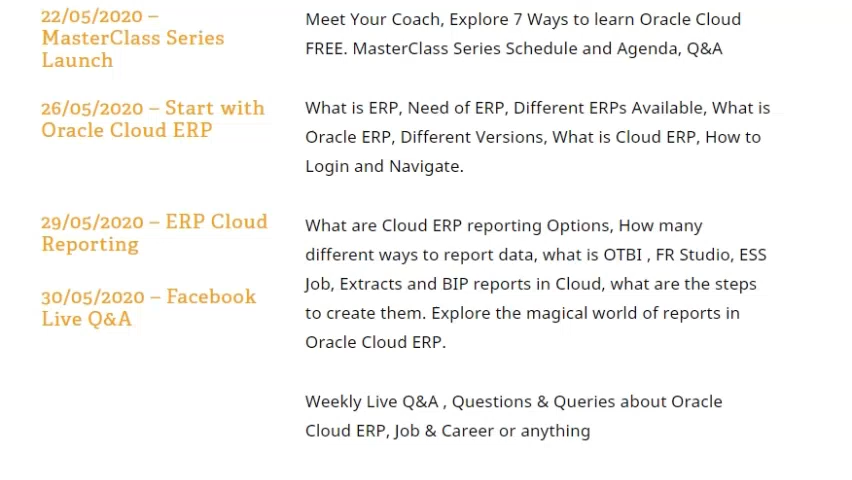 22/05/2020 –
MasterClass Series
Launch
Meet Your Coach, Explore 7 Ways to learn Oracle Cloud
FREE. MasterClass Series Schedule and Agenda, Q&A
26/05/2020 – Start with
Oracle Cloud ERP
What is ERP, Need of ERP, Different ERPs Available, What is
Oracle ERP, Different Versions, What is Cloud ERP, How to
Login and Navigate.
29/05/2020 – ERP Cloud
Reporting
What are Cloud ERP reporting Options, How many
different ways to report data, what is OTBI , FR Studio, ESS
Job, Extracts and BIP reports in Cloud, what are the steps
to create them. Explore the magical world of reports in
Oracle Cloud ERP.
30/05/2020 – Facebook
Live Q&A
Weekly Live Q&A , Questions & Queries about Oracle
Cloud ERP, Job & Career or anything